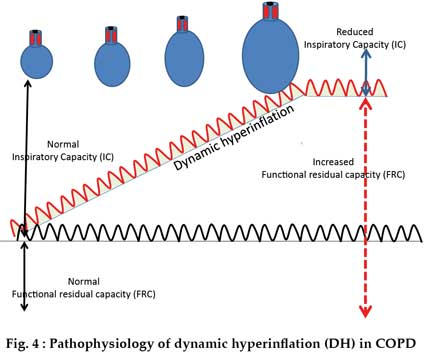 Reduced
Inspiratory Capacity (IC)
Normal
Inspiratory Capacity (IC)
Dynamic hyperinflation
Increased
Functional residual capacity (FRC)
Normal
Functional residual capacity (FRC)
Fig. 4 : Pathophysiology of dynamic hyperinflation (DH) in COPD